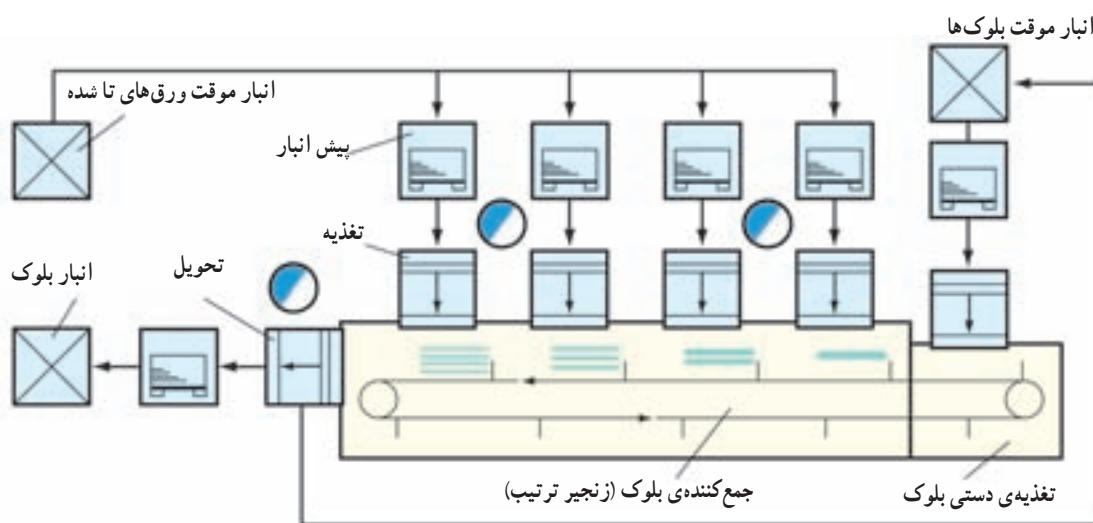 انبار موقت بلوک‌ها
انبار موقت ورق‌های تا شده
پیش انبار
تغذیه
تحویل
انبار بلوک
جمع‌کننده‌ی بلوک (زنجیر ترتیب)
تغذیه‌ی دستی بلوک